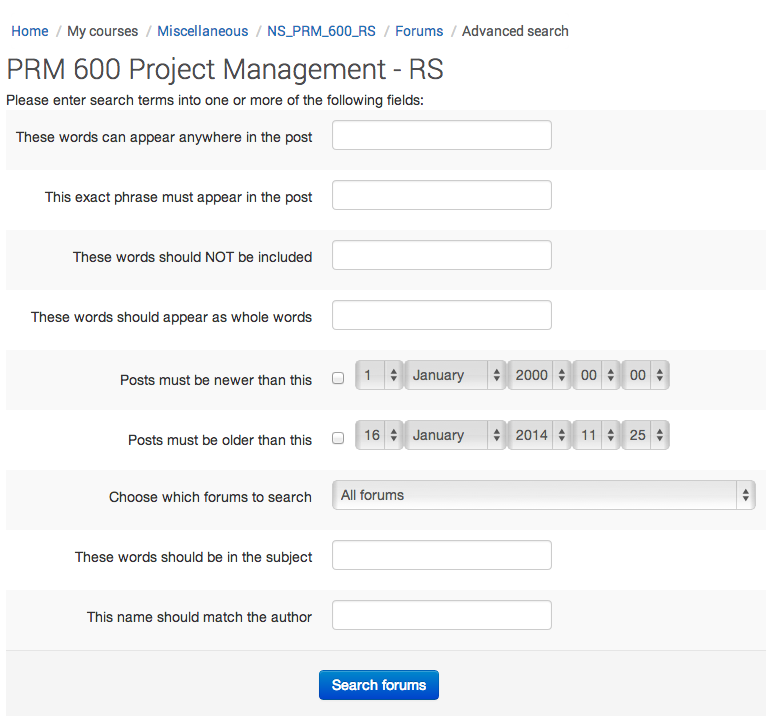 Home / My courses / Miscellaneous / NS_PRM_600_RS / Forums / Advanced search
PRM 600 Project Management - RS
Please enter search terms into one or more of the following fields:
These words can appear anywhere in the post
This exact phrase must appear in the post
These words should NOT be included
These words should appear as whole words
Posts must be newer than this 1 January 2000 00 00
Posts must be older than this 16 January 2014 11 25
Choose which forums to search All forums
These words should be in the subject
This name should match the author
Search forums